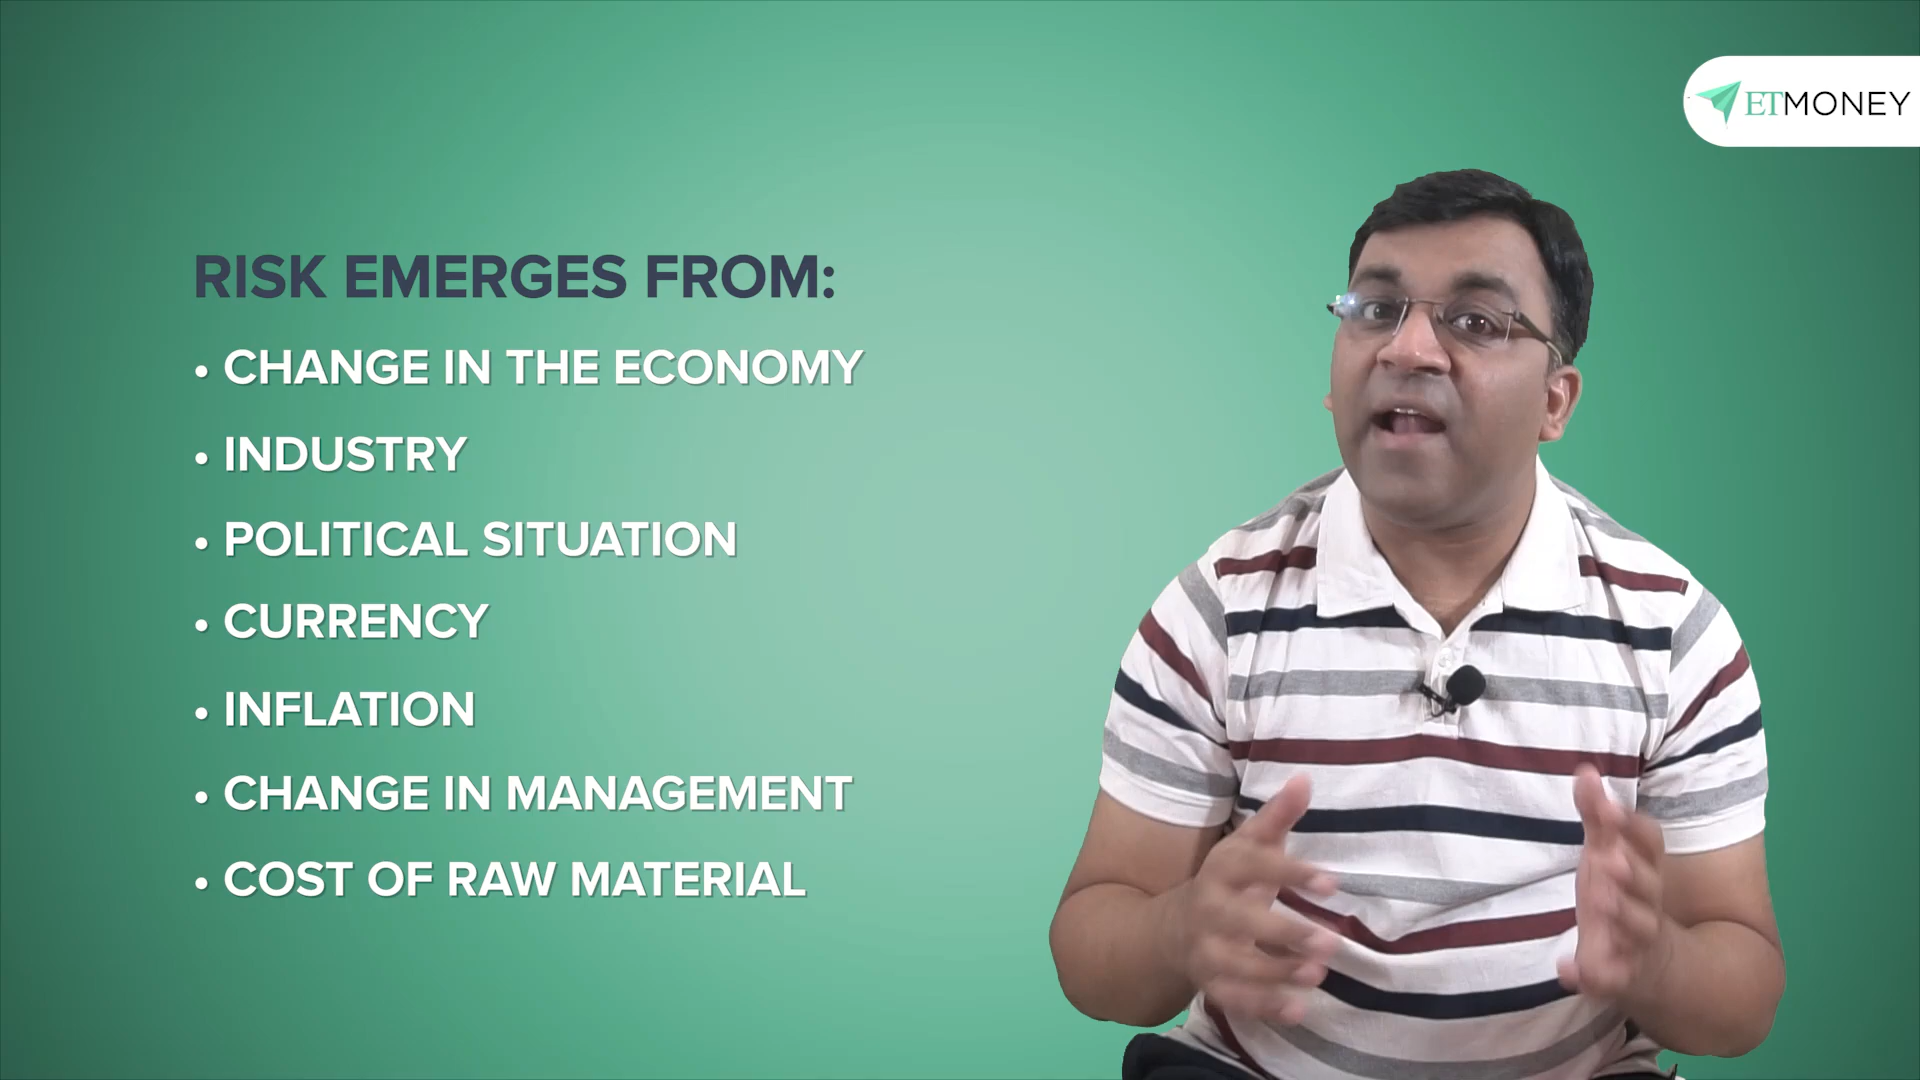 ETMONEY
RISK EMERGES FROM:
• CHANGE IN THE ECONOMY
• INDUSTRY
• POLITICAL SITUATION
• CURRENCY
• INFLATION
• CHANGE IN MANAGEMENT
• COST OF RAW MATERIAL